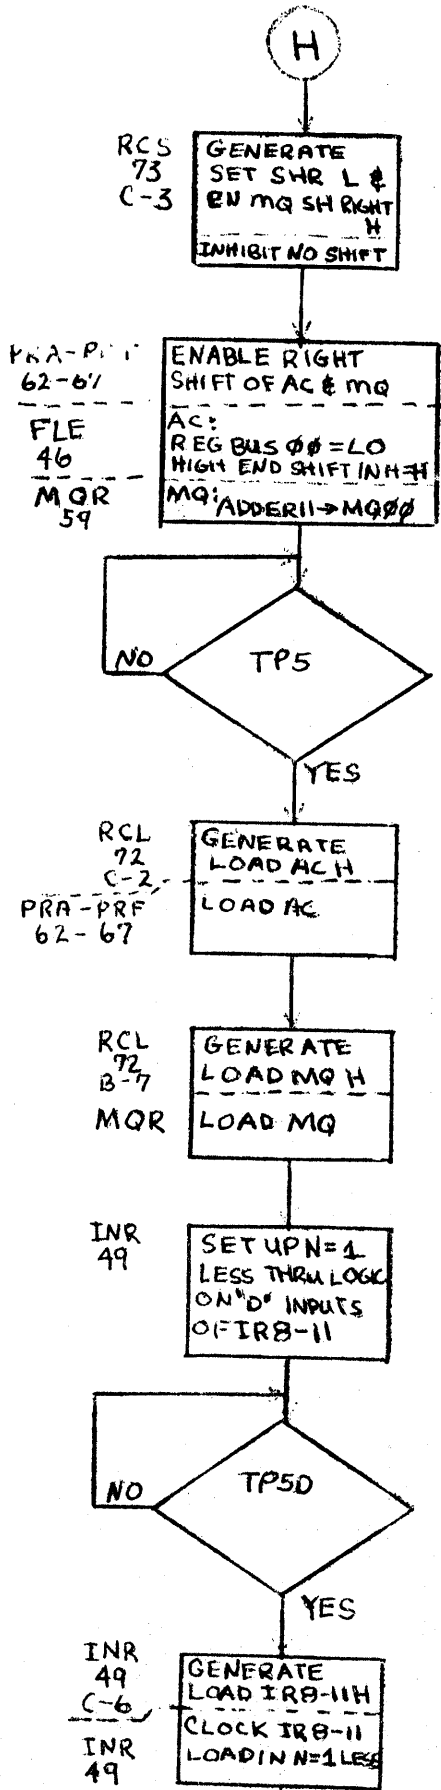 H
RCS
73
C-3
GENERATE
SET SHR L &
EN MQ SH RIGHT
H
INHIBIT NO SHIFT
62-67
FLE
46
MQR
59
ENABLE RIGHT
SHIFT OF AC & MQ
AC:
REG BUS ØØ = LO
HIGH END SHIFT IN H=H
MQ: ADDER11→MQØØ
TP5
NO
YES
RCL
72
C-2
PRA-PRF
62-67
GENERATE
LOAD AC H
LOAD AC
RCL
72
B-7
MQR
GENERATE
LOAD MQ H
LOAD MQ
INR
49
SET UP N=1
LESS THRU LOGIC
ON "D" INPUTS
OF IR8-11
TP5D
NO
YES
INR
49
C-6
INR
49
GENERATE
LOAD IR8-11H
CLOCK IR8-11
LOAD IN N=1 LESS